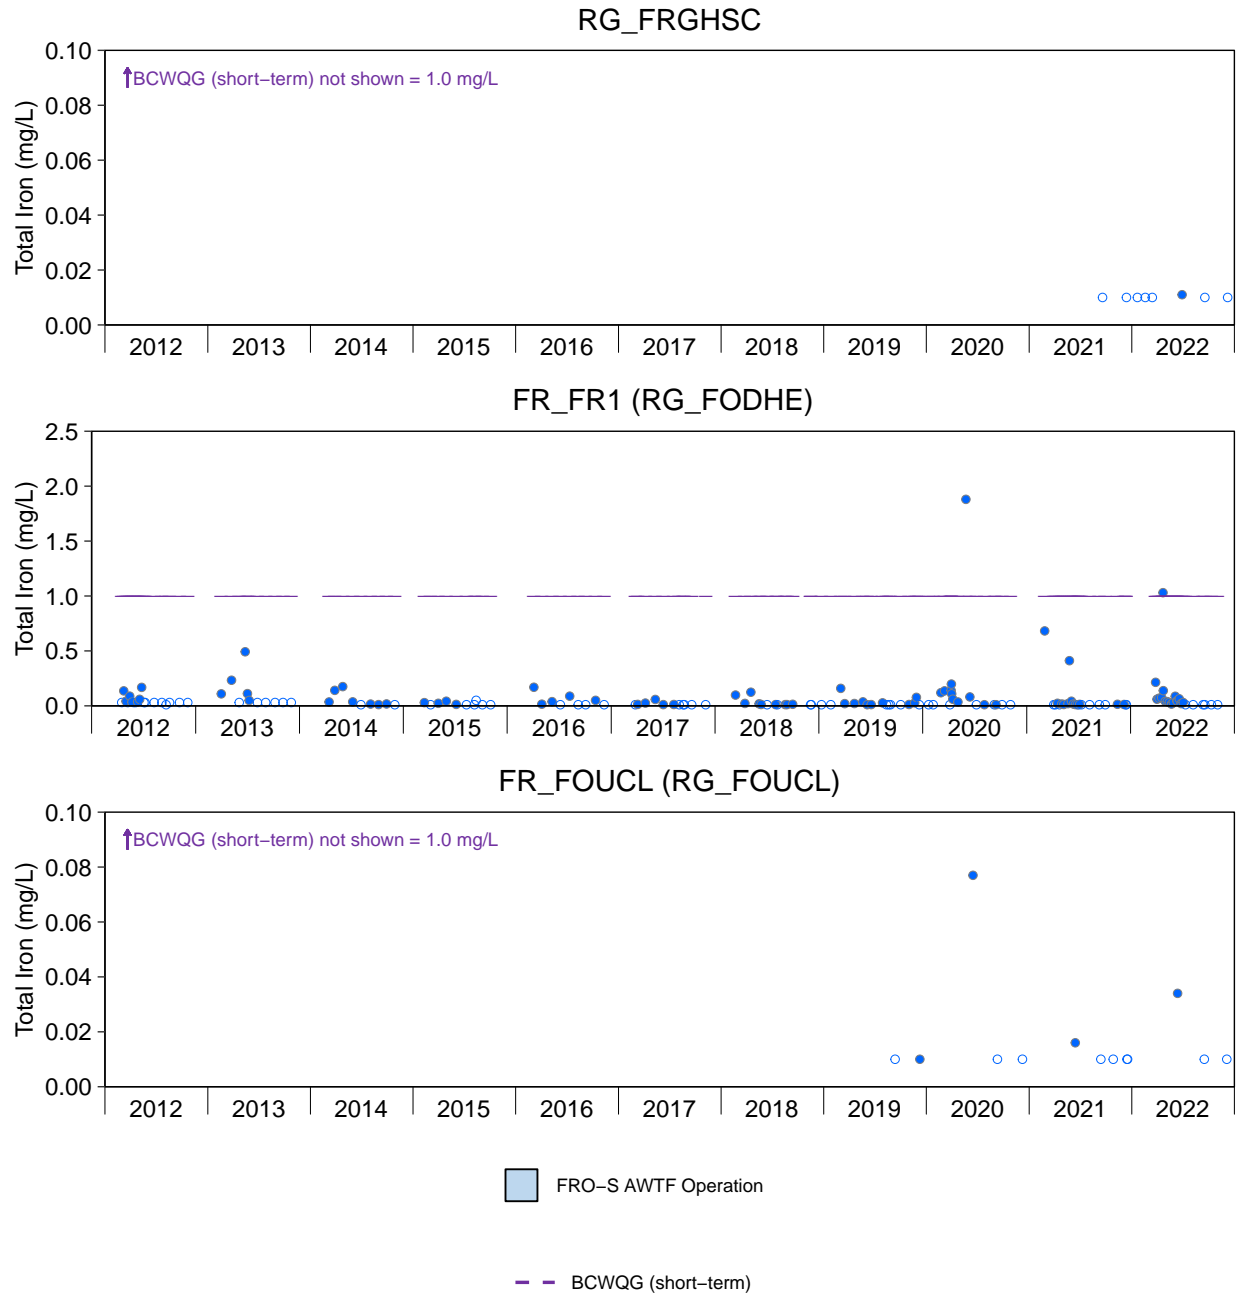 RG_FRGHSC
Total Iron (mg/L)
0.10
0.08
0.06
0.04
0.02
0.00
BCWQG (short−term) not shown = 1.0 mg/L
2012 2013 2014 2015 2016 2017 2018 2019 2020 2021 2022
FR_FR1 (RG_FODHE)
Total Iron (mg/L)
2.5
2.0
1.5
1.0
0.5
0.0
2012 2013 2014 2015 2016 2017 2018 2019 2020 2021 2022
FR_FOUCL (RG_FOUCL)
Total Iron (mg/L)
0.10
0.08
0.06
0.04
0.02
0.00
BCWQG (short−term) not shown = 1.0 mg/L
2012 2013 2014 2015 2016 2017 2018 2019 2020 2021 2022
FRO−S AWTF Operation
BCWQG (short−term)